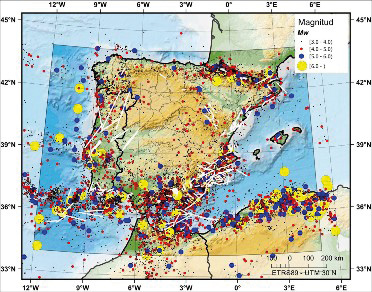 12°W 9°W 6°W 3°W 0° 3°E 6°E
45°N 45°N
Magnitud
Mw
[3.0 - 4.0)
[4.0 - 5.0)
[5.0 - 6.0)
[6.0 - )
42°N 42°N
39°N 39°N
36°N 36°N
100 200 km
ETRS89 - UTM 30 N
33°N 33°N
12°W 9°W 6°W 3°W 0° 3°E 6°E